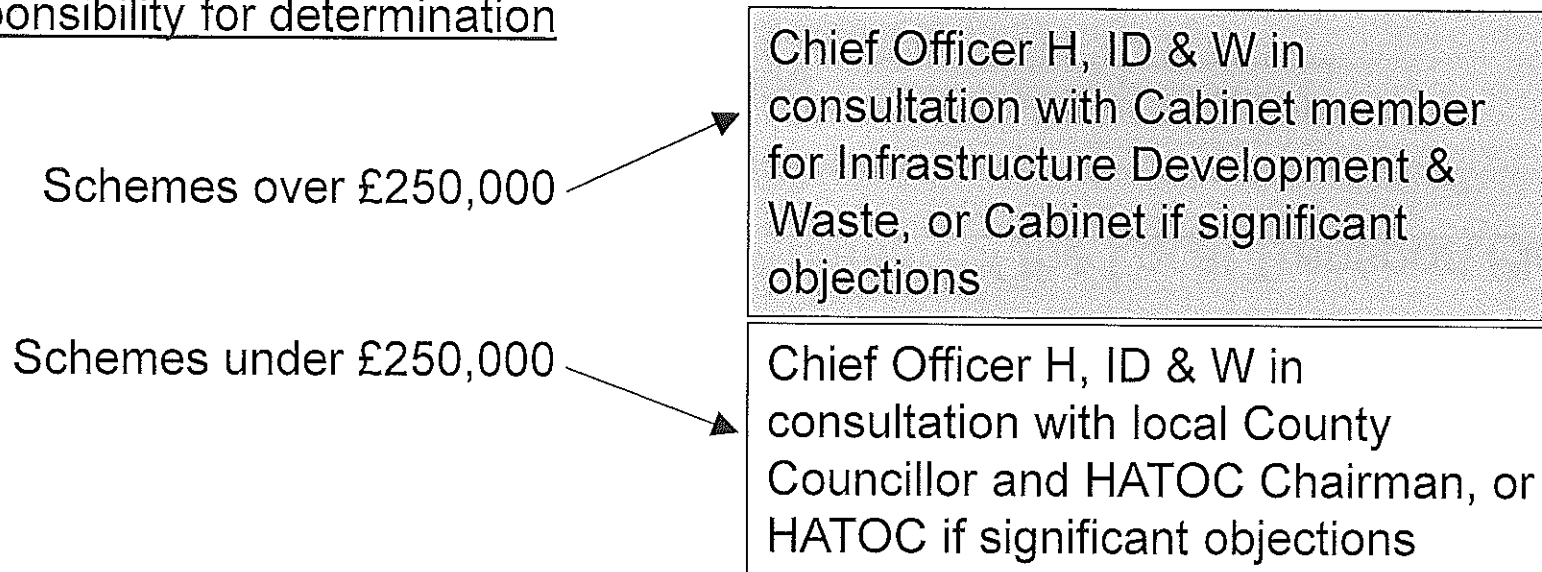 determination
for
Schemes over £250,000
Chief Officer H, ID & W in
consultation with Cabinet member
for Infrastructure Development &
Waste, or Cabinet if significant
objections
Schemes under £250,000
Chief Officer H, ID & W in
consultation with local County
Councillor and HATOC Chairman, or
HATOC if significant objections